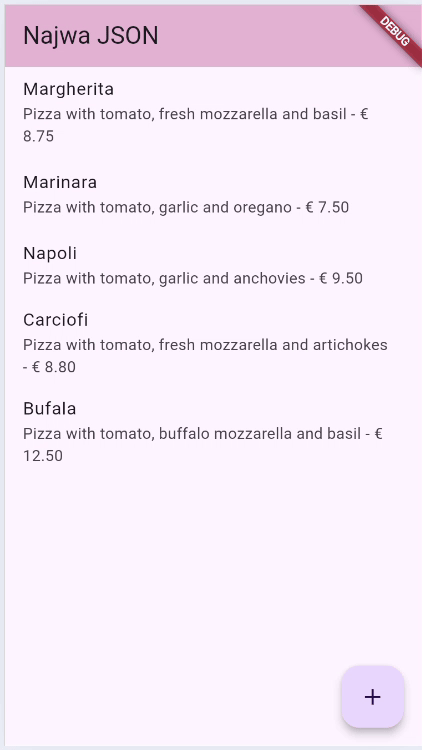 Najwa JSON
DEBUG
Margherita
Pizza with tomato, fresh mozzarella and basil - €
8.75
Marinara
Pizza with tomato, garlic and oregano - € 7.50
Napoli
Pizza with tomato, garlic and anchovies - € 9.50
Carciofi
Pizza with tomato, fresh mozzarella and artichokes
- € 8.80
Bufala
Pizza with tomato, buffalo mozzarella and basil - €
12.50
+